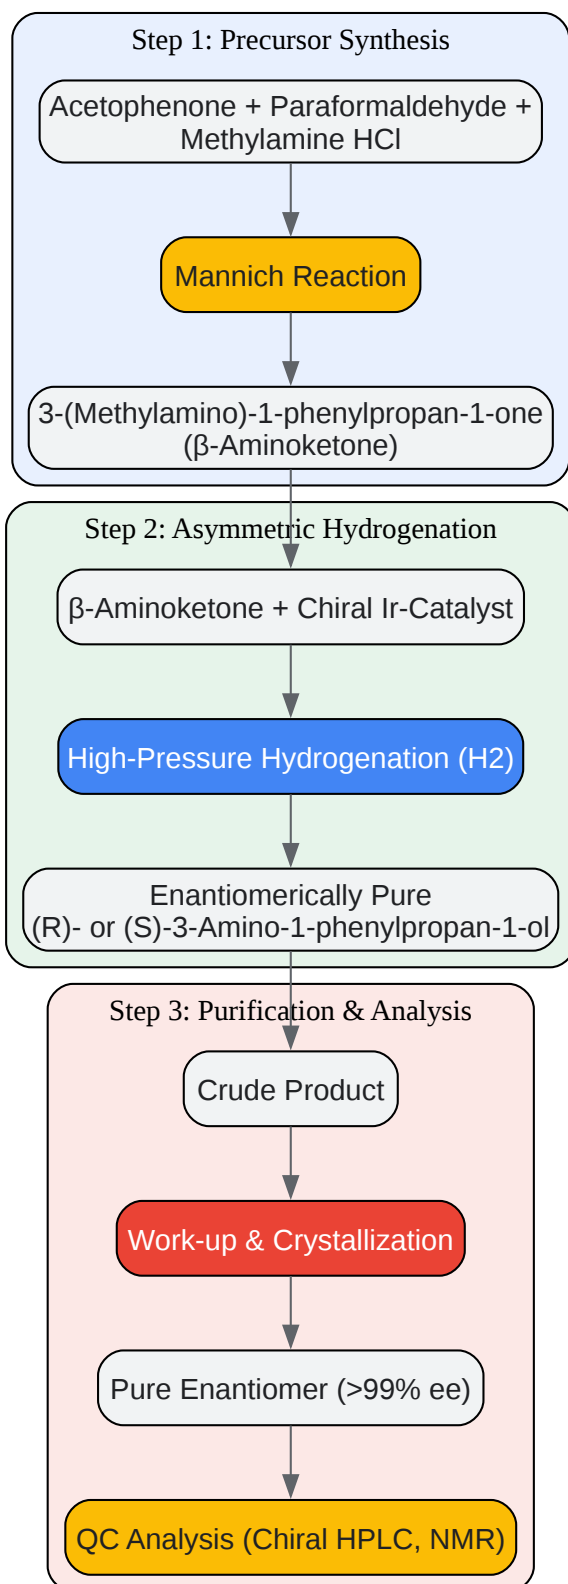 Step 1: Precursor Synthesis
Acetophenone + Paraformaldehyde +
Methylamine HCl
Mannich Reaction
3-(Methylamino)-1-phenylpropan-1-one
(β-Aminoketone)
Step 2: Asymmetric Hydrogenation
β-Aminoketone + Chiral Ir-Catalyst
High-Pressure Hydrogenation (H2)
Enantiomerically Pure
(R)- or (S)-3-Amino-1-phenylpropan-1-ol
Step 3: Purification & Analysis
Crude Product
Work-up & Crystallization
Pure Enantiomer (>99% ee)
QC Analysis (Chiral HPLC, NMR)